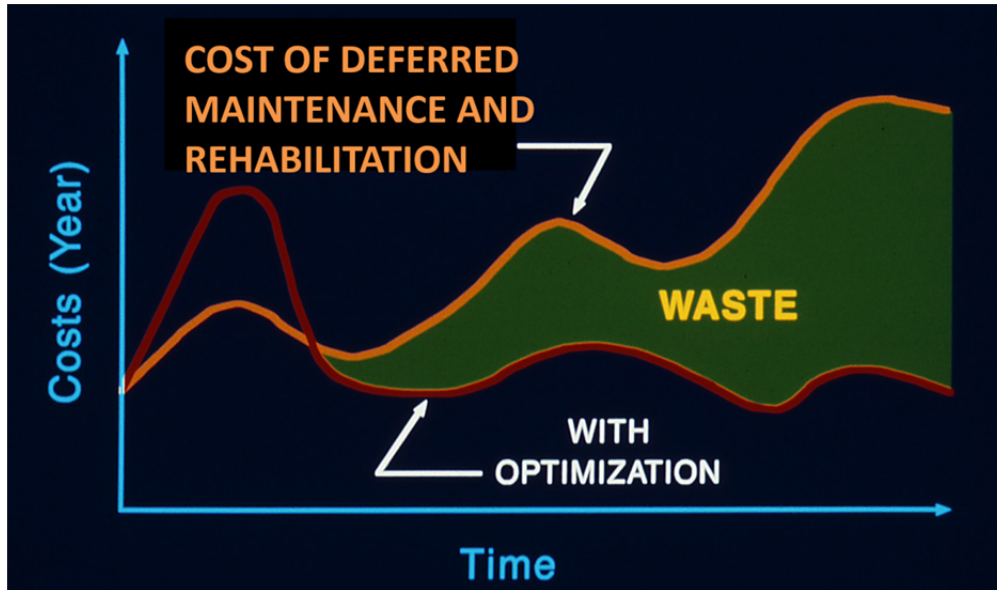 COST OF DEFERRED
MAINTENANCE AND
REHABILITATION
Costs (Year)
WASTE
WITH
OPTIMIZATION
Time